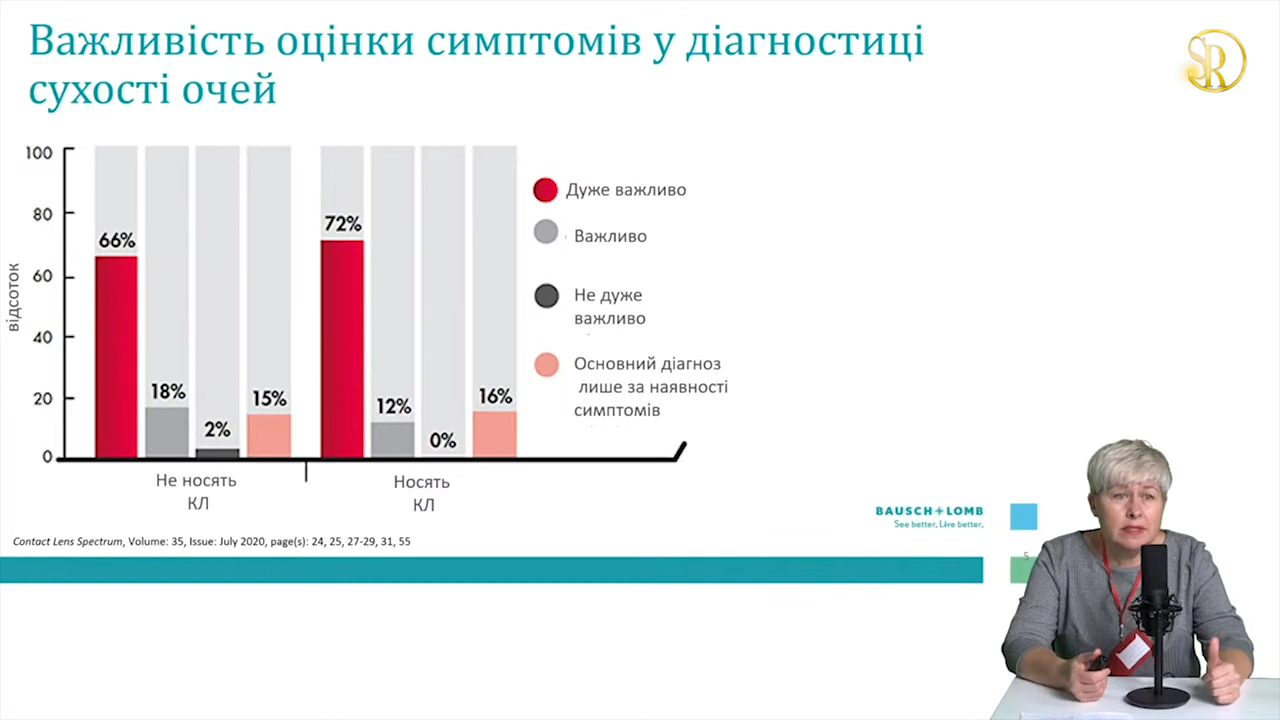 Важливість оцінки симптомів у діагностиці
сухості очей
SR
100
80
60
40
20
0
відсоток
66%
18%
2%
15%
72%
12%
0%
16%
Не носять
КЛ
Носять
КЛ
Дуже важливо
Важливо
Не дуже
важливо
Основний діагноз
лише за наявності
симптомів
BAUSCH + LOMB
See better. Live better.
Contact Lens Spectrum, Volume: 35, Issue: July 2020, page(s): 24, 25, 27-29, 31, 55
5